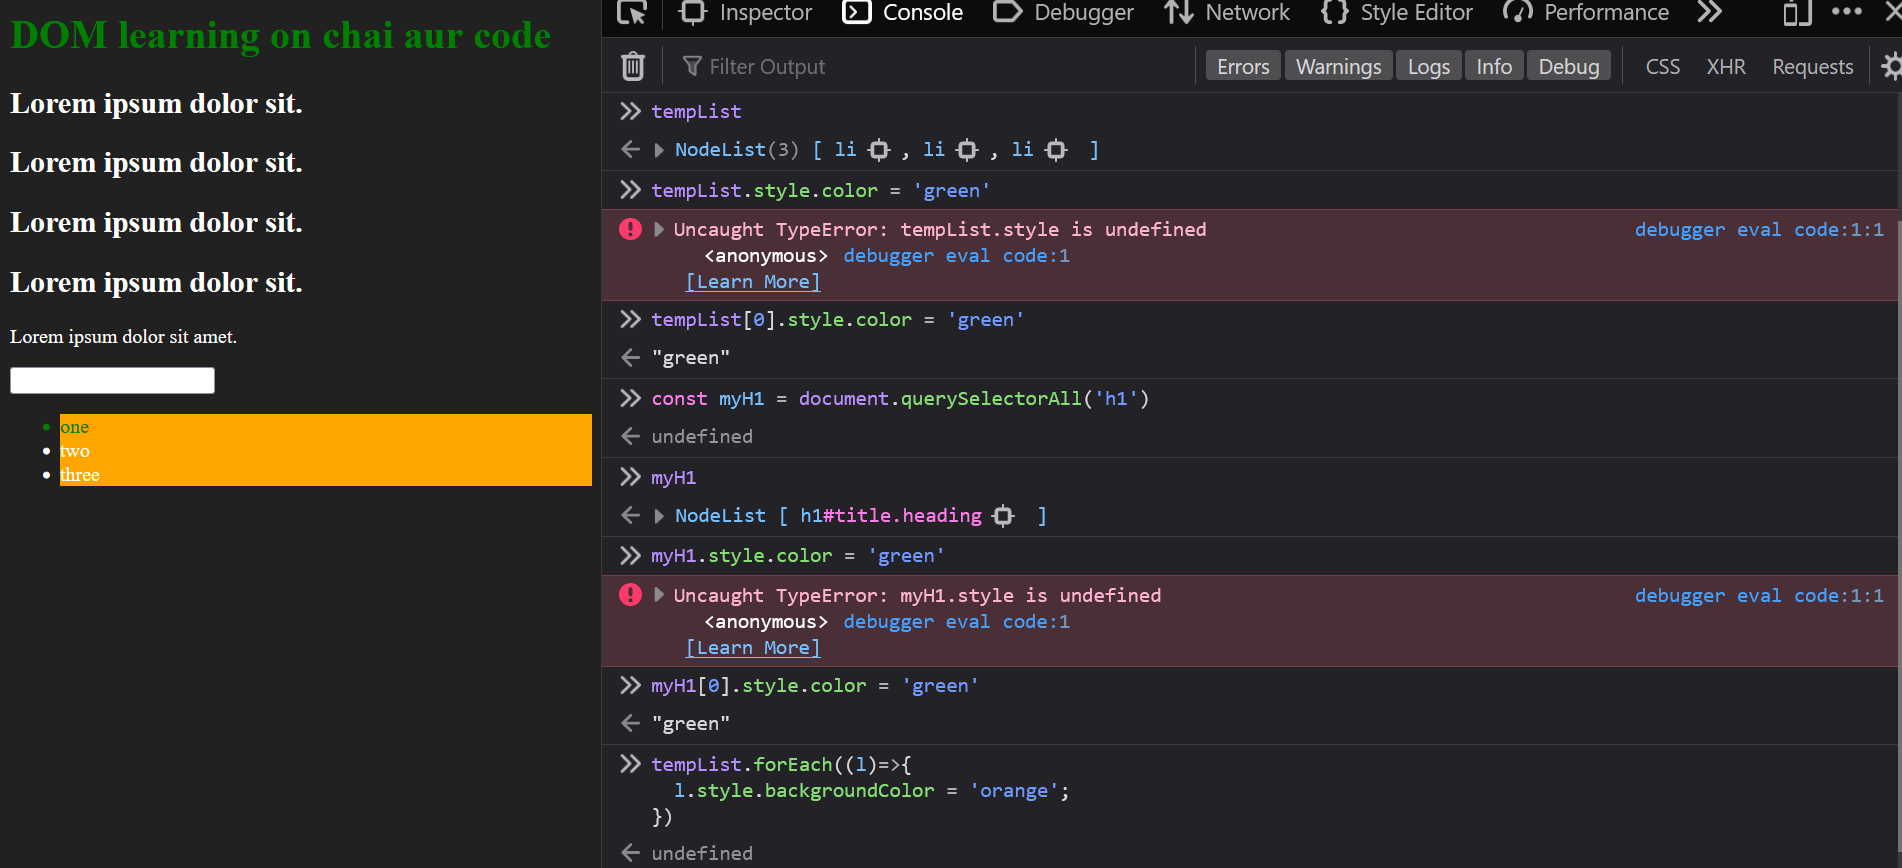 DOM learning on chai aur code
Lorem ipsum dolor sit.
Lorem ipsum dolor sit.
Lorem ipsum dolor sit.
Lorem ipsum dolor sit.
Lorem ipsum dolor sit amet.
one
two
three
Inspector Console Debugger Network Style Editor Performance
Filter Output Errors Warnings Logs Info Debug CSS XHR Requests
tempList
NodeList(3) [ li , li , li ]
tempList.style.color = 'green'
Uncaught TypeError: tempList.style is undefined debugger eval code:1:1
<anonymous> debugger eval code:1
[Learn More]
tempList[0].style.color = 'green'
"green"
const myH1 = document.querySelectorAll('h1')
undefined
myH1
NodeList [ h1#title.heading ]
myH1.style.color = 'green'
Uncaught TypeError: myH1.style is undefined debugger eval code:1:1
<anonymous> debugger eval code:1
[Learn More]
myH1[0].style.color = 'green'
"green"
tempList.forEach((l)=>{
l.style.backgroundColor = 'orange';
})
undefined